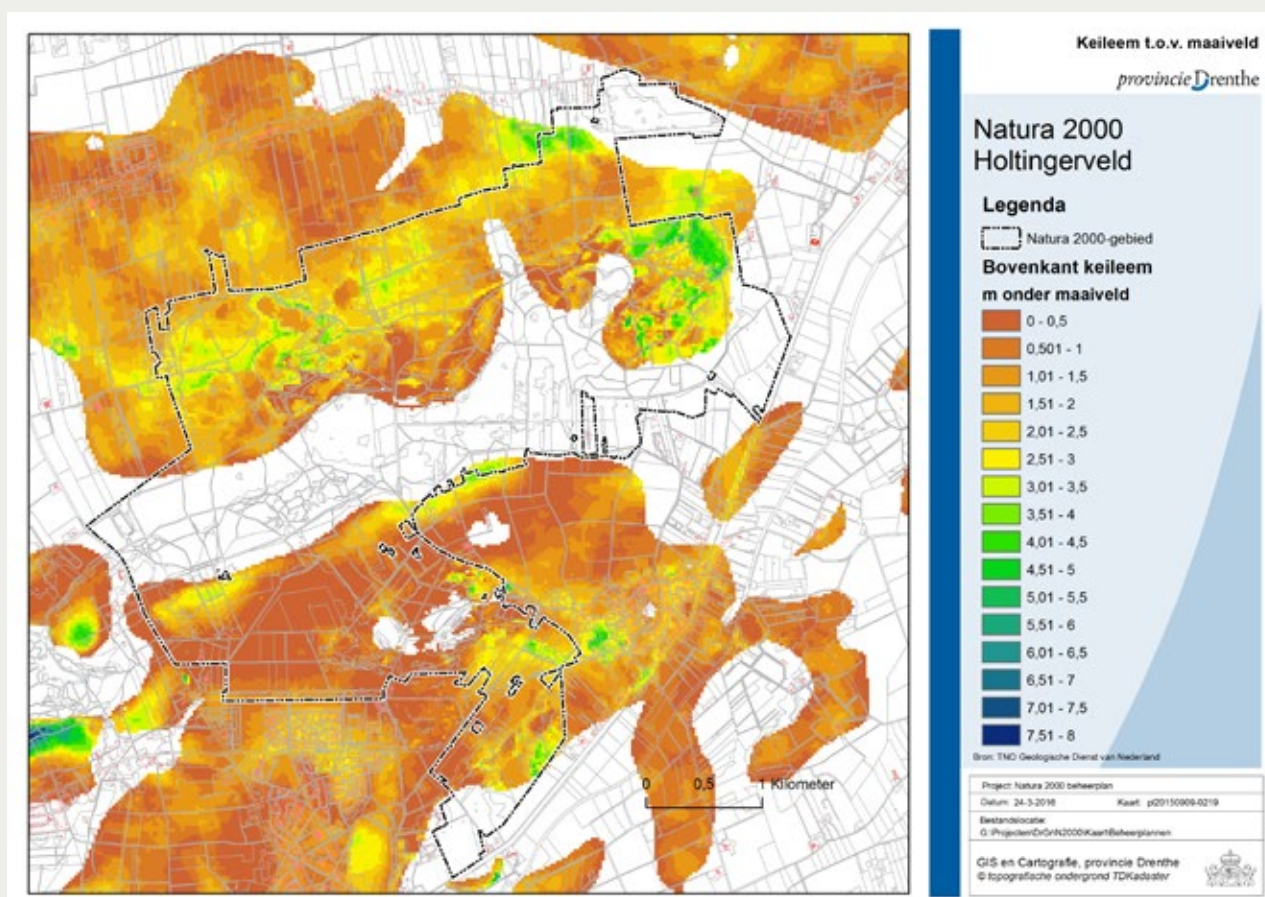 Keileem t.o.v. maaiveld
provincie Drenthe
Natura 2000
Holtingerveld
Legenda
Natura 2000-gebied
Bovenkant keileem
m onder maaiveld
0 - 0,5
0,501 - 1
1,01 - 1,5
1,51 - 2
2,01 - 2,5
2,51 - 3
3,01 - 3,5
3,51 - 4
4,01 - 4,5
4,51 - 5
5,01 - 5,5
5,51 - 6
6,01 - 6,5
6,51 - 7
7,01 - 7,5
7,51 - 8
Bron: TNO Geologische Dienst van Nederland
0 0,5 1 Kilometer
Project: Natura 2000 beheerplan
Datum: 24-3-2016 Kaart: pl20150909-0219
Bestandslocatie:
G:\Projecten\DrGr\N2000\Kaart\Beheerplannen
GIS en Cartografie, provincie Drenthe
© topografische ondergrond TDKadaster